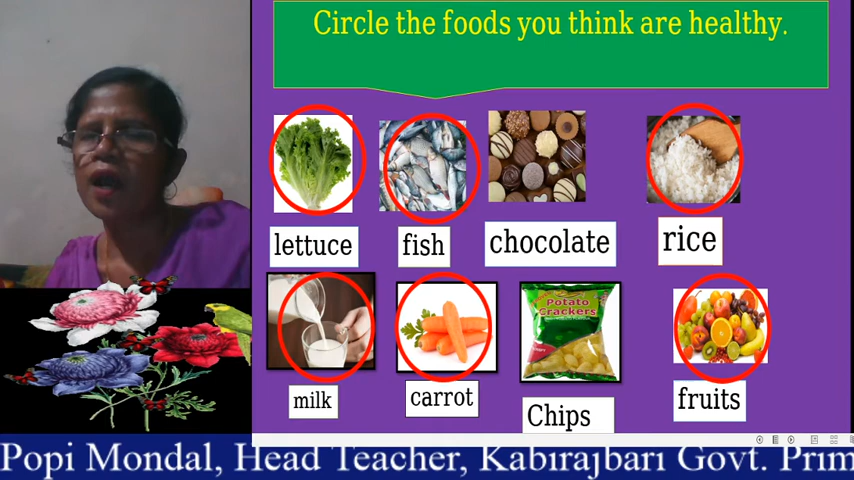 Circle the foods you think are healthy.
lettuce
fish
chocolate
rice
Potato
Crackers
milk
carrot
Chips
fruits
Popi Mondal, Head Teacher, Kabirajbari Govt. Prim